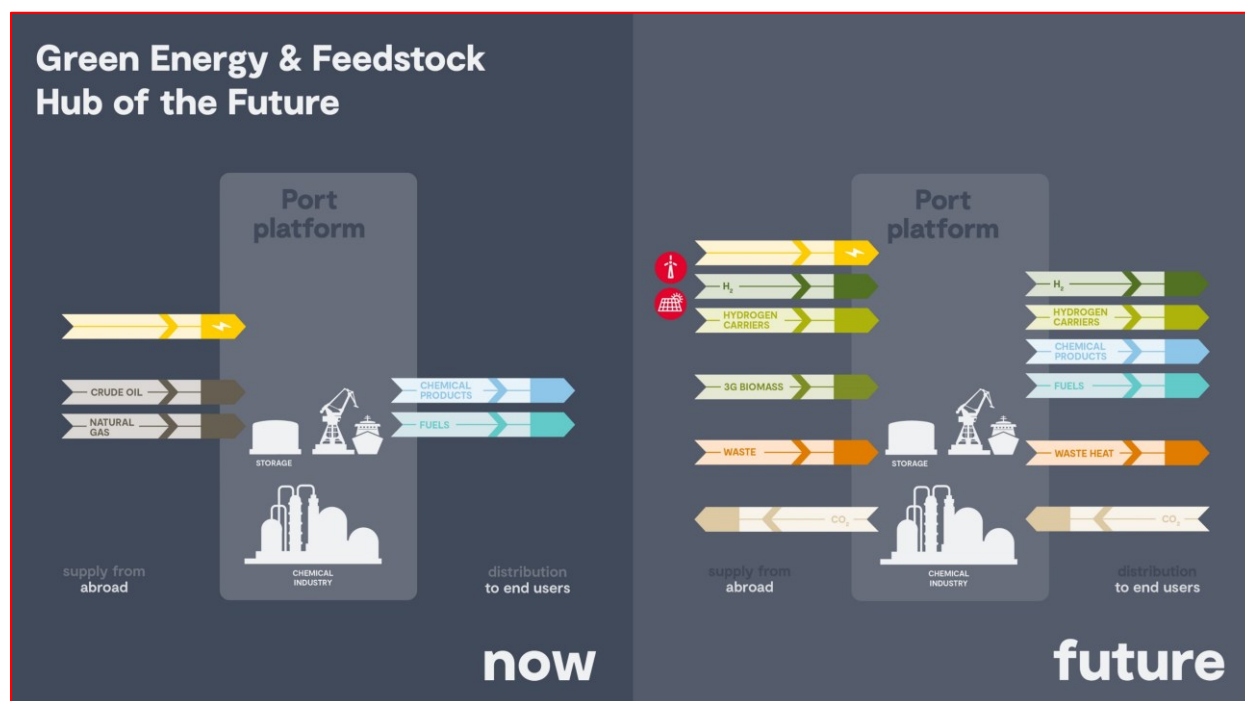 Green Energy & Feedstock
Hub of the Future
Port
platform
CRUDE OIL
NATURAL
GAS
CHEMICAL
PRODUCTS
FUELS
STORAGE
CHEMICAL
INDUSTRY
supply from
abroad
distribution
to end users
now
Port
platform
H₂
HYDROGEN
CARRIERS
3G BIOMASS
WASTE
CO₂
H₂
HYDROGEN
CARRIERS
CHEMICAL
PRODUCTS
FUELS
WASTE HEAT
CO₂
STORAGE
CHEMICAL
INDUSTRY
supply from
abroad
distribution
to end users
future